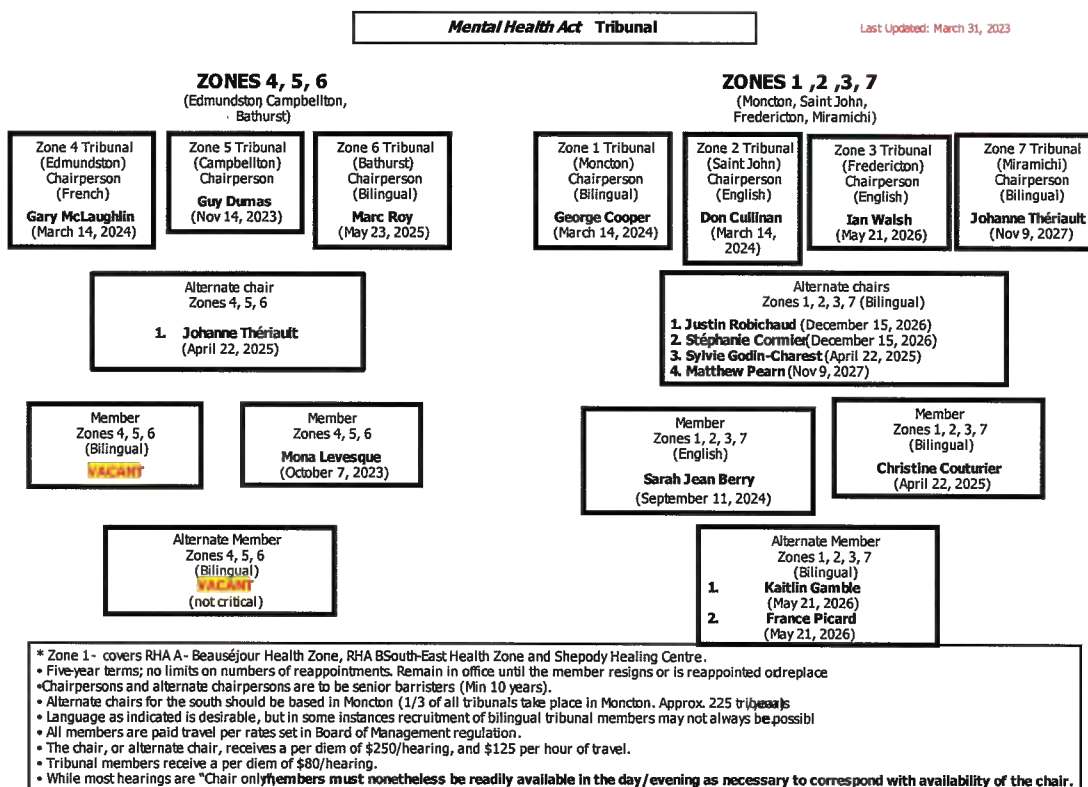 Mental Health Act Tribunal
Last Updated: March 31, 2023
ZONES 4, 5, 6
(Edmundston, Campbellton,
Bathurst)
Zone 4 Tribunal
(Edmundston)
Chairperson
(French)
Gary McLaughlin
(March 14, 2024)
Zone 5 Tribunal
(Campbellton)
Chairperson
Guy Dumas
(Nov 14, 2023)
Zone 6 Tribunal
(Bathurst)
Chairperson
(Bilingual)
Marc Roy
(May 23, 2025)
Alternate chair
Zones 4, 5, 6
1. Johanne Thériault
(April 22, 2025)
Member
Zones 4, 5, 6
(Bilingual)
VACANT
Member
Zones 4, 5, 6
Mona Levesque
(October 7, 2023)
Alternate Member
Zones 4, 5, 6
(Bilingual)
VACANT
(not critical)
ZONES 1 ,2 ,3, 7
(Moncton, Saint John,
Fredericton, Miramichi)
Zone 1 Tribunal
(Moncton)
Chairperson
(Bilingual)
George Cooper
(March 14, 2024)
Zone 2 Tribunal
(Saint John)
Chairperson
(English)
Don Cullinan
(March 14,
2024)
Zone 3 Tribunal
(Fredericton)
Chairperson
(English)
Ian Walsh
(May 21, 2026)
Zone 7 Tribunal
(Miramichi)
Chairperson
(Bilingual)
Johanne Thériault
(Nov 9, 2027)
Alternate chairs
Zones 1, 2, 3, 7 (Bilingual)
1. Justin Robichaud (December 15, 2026)
2. Stéphanie Cormier (December 15, 2026)
3. Sylvie Godin-Charest (April 22, 2025)
4. Matthew Pearn (Nov 9, 2027)
Member
Zones 1, 2, 3, 7
(English)
Sarah Jean Berry
(September 11, 2024)
Member
Zones 1, 2, 3, 7
(Bilingual)
Christine Couturier
(April 22, 2025)
Alternate Member
Zones 1, 2, 3, 7
(Bilingual)
1. Kaitlin Gamble
(May 21, 2026)
2. France Picard
(May 21, 2026)
* Zone 1- covers RHA A- Beauséjour Health Zone, RHA BSouth-East Health Zone and Shepody Healing Centre.
• Five-year terms; no limits on numbers of reappointments. Remain in office until the member resigns or is reappointed or replace
•Chairpersons and alternate chairpersons are to be senior barristers (Min 10 years).
• Alternate chairs for the south should be based in Moncton (1/3 of all tribunals take place in Moncton. Approx. 225
• Language as indicated is desirable, but in some instances recruitment of bilingual tribunal members may not always be possibl
• All members are paid travel per rates set in Board of Management regulation.
• The chair, or alternate chair, receives a per diem of $250/hearing, and $125 per hour of travel.
• Tribunal members receive a per diem of $80/hearing.
• While most hearings are "Chair only members must nonetheless be readily available in the day/evening as necessary to correspond with availability of the chair.